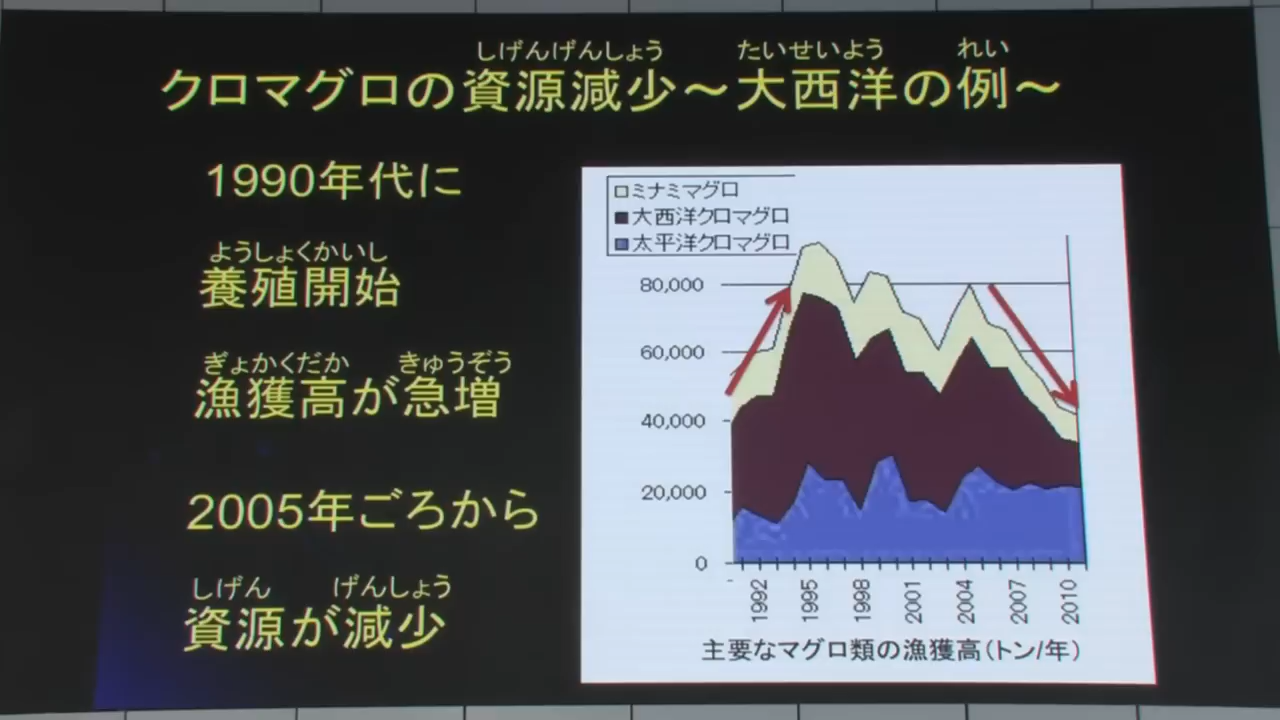 しげんげんしょう たいせいよう れい
クロマグロの資源減少～大西洋の例～
1990年代に
ようしょくかいし
養殖開始
ぎょかくだか きゅうぞう
漁獲高が急増
2005年ごろから
しげん げんしょう
資源が減少
ミナミマグロ
大西洋クロマグロ
太平洋クロマグロ
80,000
60,000
40,000
20,000
0
1992 1995 1998 2001 2004 2007 2010
主要なマグロ類の漁獲高(トン/年)